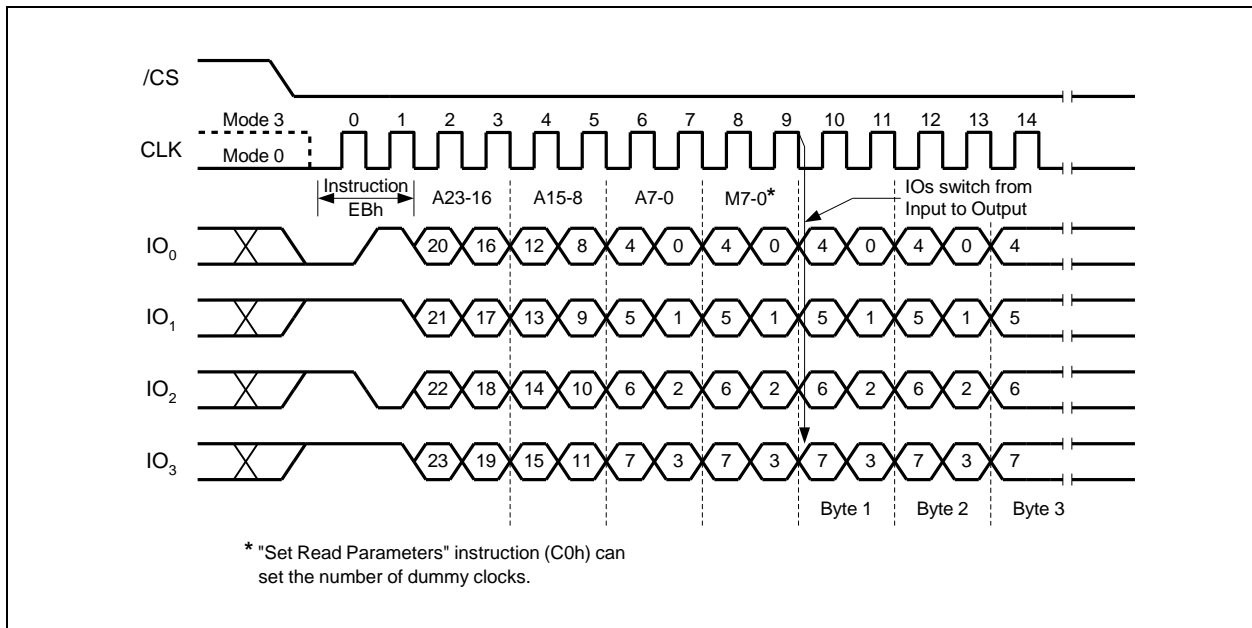 /CS
Mode 3 0 1 2 3 4 5 6 7 8 9 10 11 12 13 14
CLK
Mode 0
Instruction A23-16 A15-8 A7-0 M7-0* IOs switch from
EBh Input to Output
IO0 20 16 12 8 4 0 4 0 4 0 4 0 4
IO1 21 17 13 9 5 1 5 1 5 1 5 1 5
IO2 22 18 14 10 6 2 6 2 6 2 6 2 6
IO3 23 19 15 11 7 3 7 3 7 3 7 3 7
Byte 1 Byte 2 Byte 3
* "Set Read Parameters" instruction (C0h) can
set the number of dummy clocks.